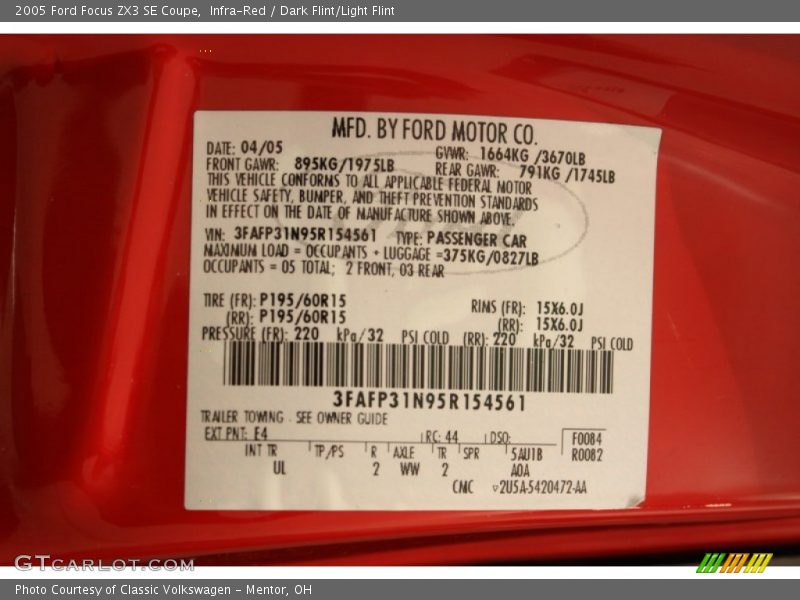 2005 Ford Focus ZX3 SE Coupe, Infra-Red / Dark Flint/Light Flint
MFD. BY FORD MOTOR CO.
DATE: 04/05 GVWR: 1664KG /3670LB
FRONT GAWR: 895KG/1975LB REAR GAWR: 791KG /1745LB
THIS VEHICLE CONFORMS TO ALL APPLICABLE FEDERAL MOTOR
VEHICLE SAFETY, BUMPER, AND THEFT PREVENTION STANDARDS
IN EFFECT ON THE DATE OF MANUFACTURE SHOWN ABOVE.
VIN: 3FAFP31N95R154561 TYPE: PASSENGER CAR
MAXIMUM LOAD = OCCUPANTS + LUGGAGE =375KG/0827LB
OCCUPANTS = 05 TOTAL; 2 FRONT, 03 REAR
TIRE (FR): P195/60R15 RIMS (FR): 15X6.0J
(RR): P195/60R15 (RR): 15X6.0J
PRESSURE (FR): 220 kPa/32 PSI COLD (RR): 220 kPa/32 PSI COLD
3FAFP31N95R154561
TRAILER TOWING - SEE OWNER GUIDE
EXT PNT: E4 RC: 44 DSO: F0084
INT TR TP/PS R AXLE TR SPR 5AU1B R0082
UL 2 WW 2 A0A
CMC ▿2U5A-5420472-AA
GTCARLOT.COM
Photo Courtesy of Classic Volkswagen - Mentor, OH